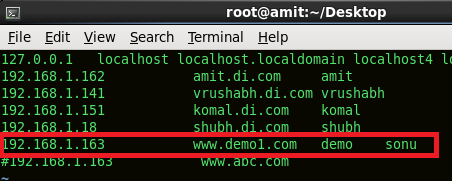 root@amit:~/Desktop
File Edit View Search Terminal Help
127.0.0.1 localhost localhost.localdomain localhost4
192.168.1.162 amit.di.com amit
192.168.1.141 vrushabh.di.com vrushabh
192.168.1.151 komal.di.com komal
192.168.1.18 shubh.di.com shubh
192.168.1.163 www.demo1.com demo sonu
#192.168.1.163 www.abc.com
~